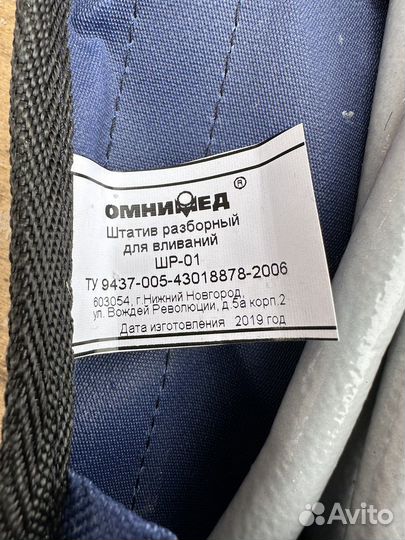 ОМНИМЕД ®
Штатив разборный
для вливаний
ШР-01
ТУ 9437-005-43018878-2006
603054, г.Нижний Новгород,
ул. Вождей Революции, д.5а корп.2
Дата изготовления 2019 год
Avito